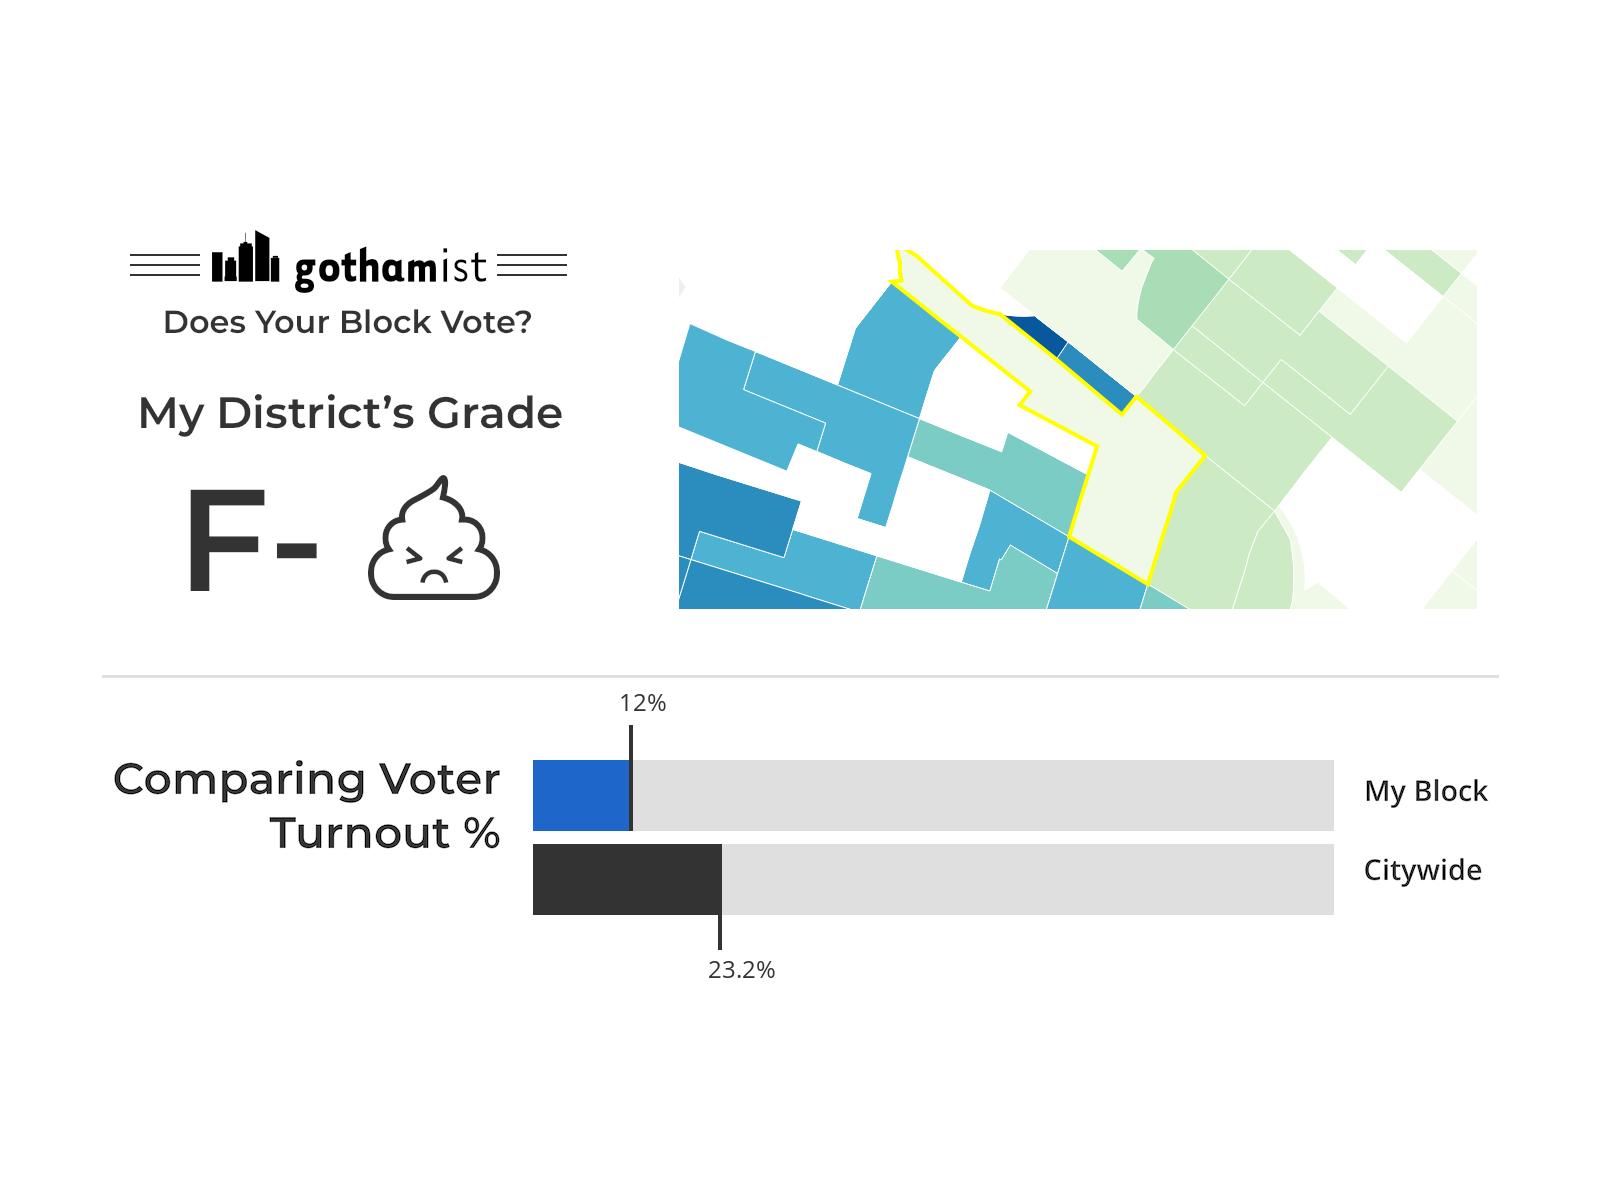 gothamist
Does Your Block Vote?
My District’s Grade
F-
12%
Comparing Voter
Turnout %
My Block
Citywide
23.2%